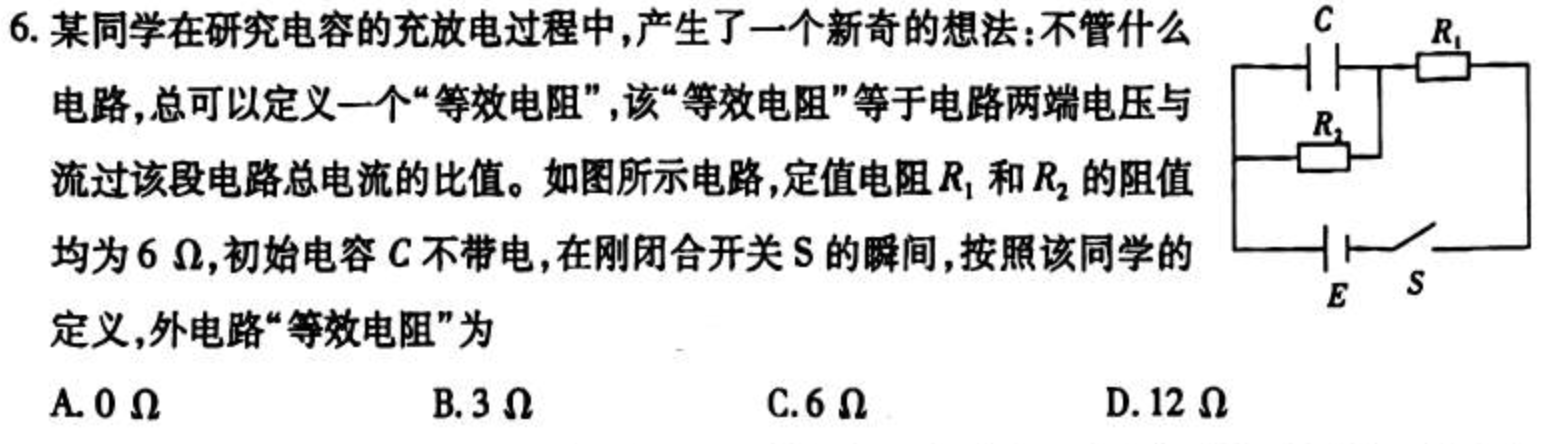 6. 某同学在研究电容的充放电过程中,产生了一个新奇的想法:不管什么
电路,总可以定义一个“等效电阻”,该“等效电阻”等于电路两端电压与
流过该段电路总电流的比值。如图所示电路,定值电阻 R₁ 和 R₂ 的阻值
均为 6 Ω,初始电容 C 不带电,在刚闭合开关 S 的瞬间,按照该同学的
定义,外电路“等效电阻”为
A. 0 Ω B. 3 Ω C. 6 Ω D. 12 Ω
C
R₁
R₂
E
S